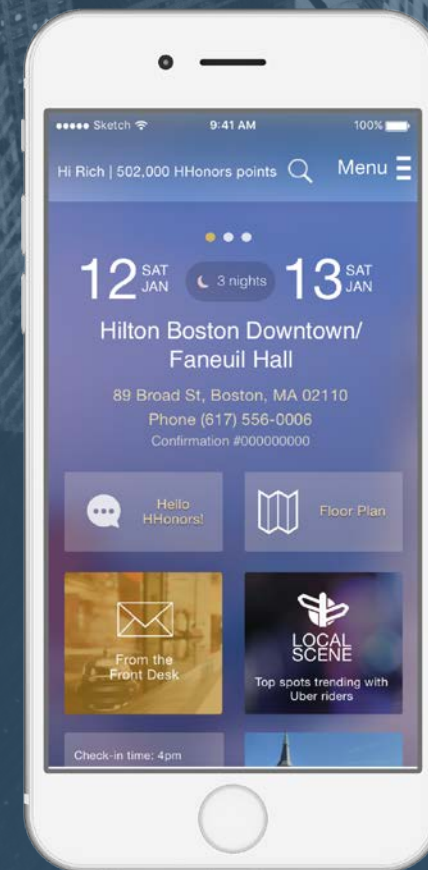 Sketch 9:41 AM 100%
Hi Rich | 502,000 HHonors points Menu
12 SAT JAN 3 nights 13 SAT JAN
Hilton Boston Downtown/
Faneuil Hall
89 Broad St, Boston, MA 02110
Phone (617) 556-0006
Confirmation #000000000
Hello
HHonors!
Floor Plan
From the
Front Desk
LOCAL
SCENE
Top spots trending with
Uber riders
Check-in time: 4pm